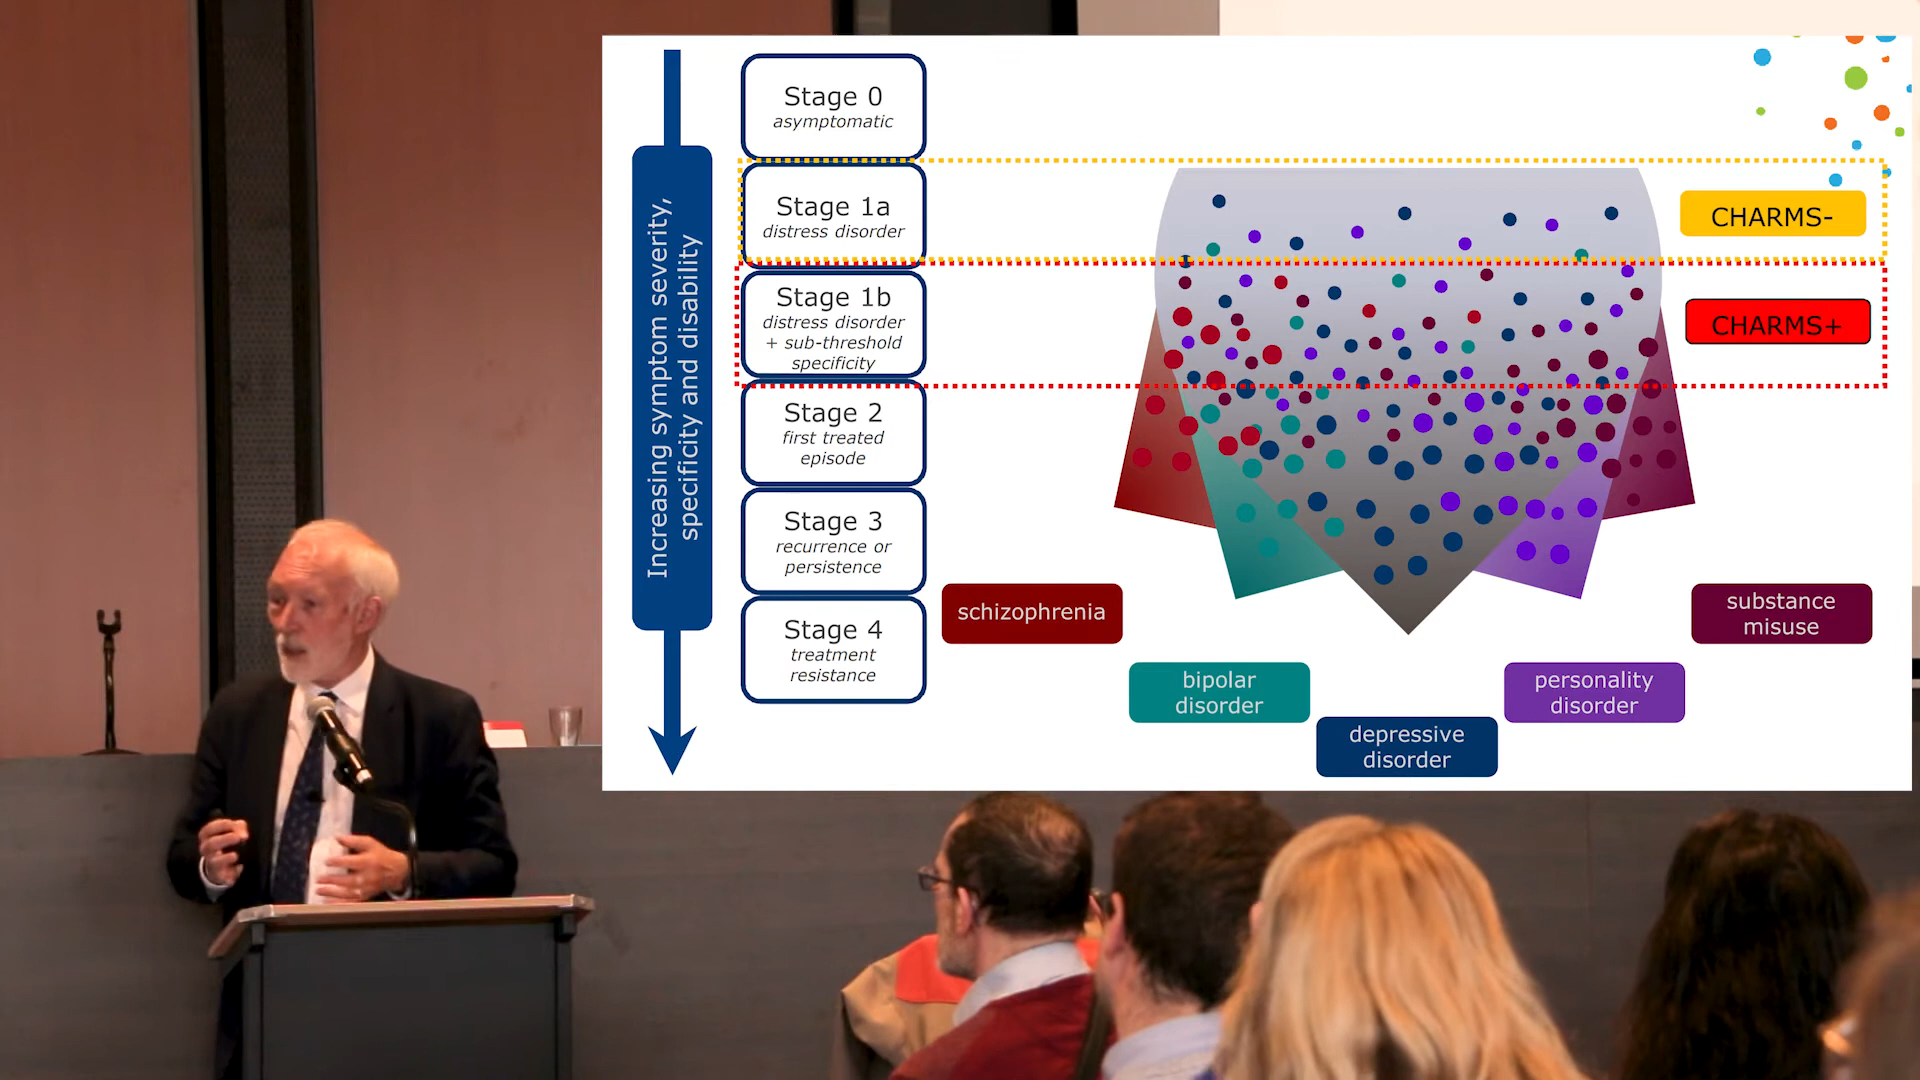 Increasing symptom severity,
specificity and disability
Stage 0
asymptomatic
Stage 1a
distress disorder
Stage 1b
distress disorder
+ sub-threshold
specificity
Stage 2
first treated
episode
Stage 3
recurrence or
persistence
Stage 4
treatment
resistance
CHARMS-
CHARMS+
schizophrenia
bipolar
disorder
depressive
disorder
personality
disorder
substance
misuse